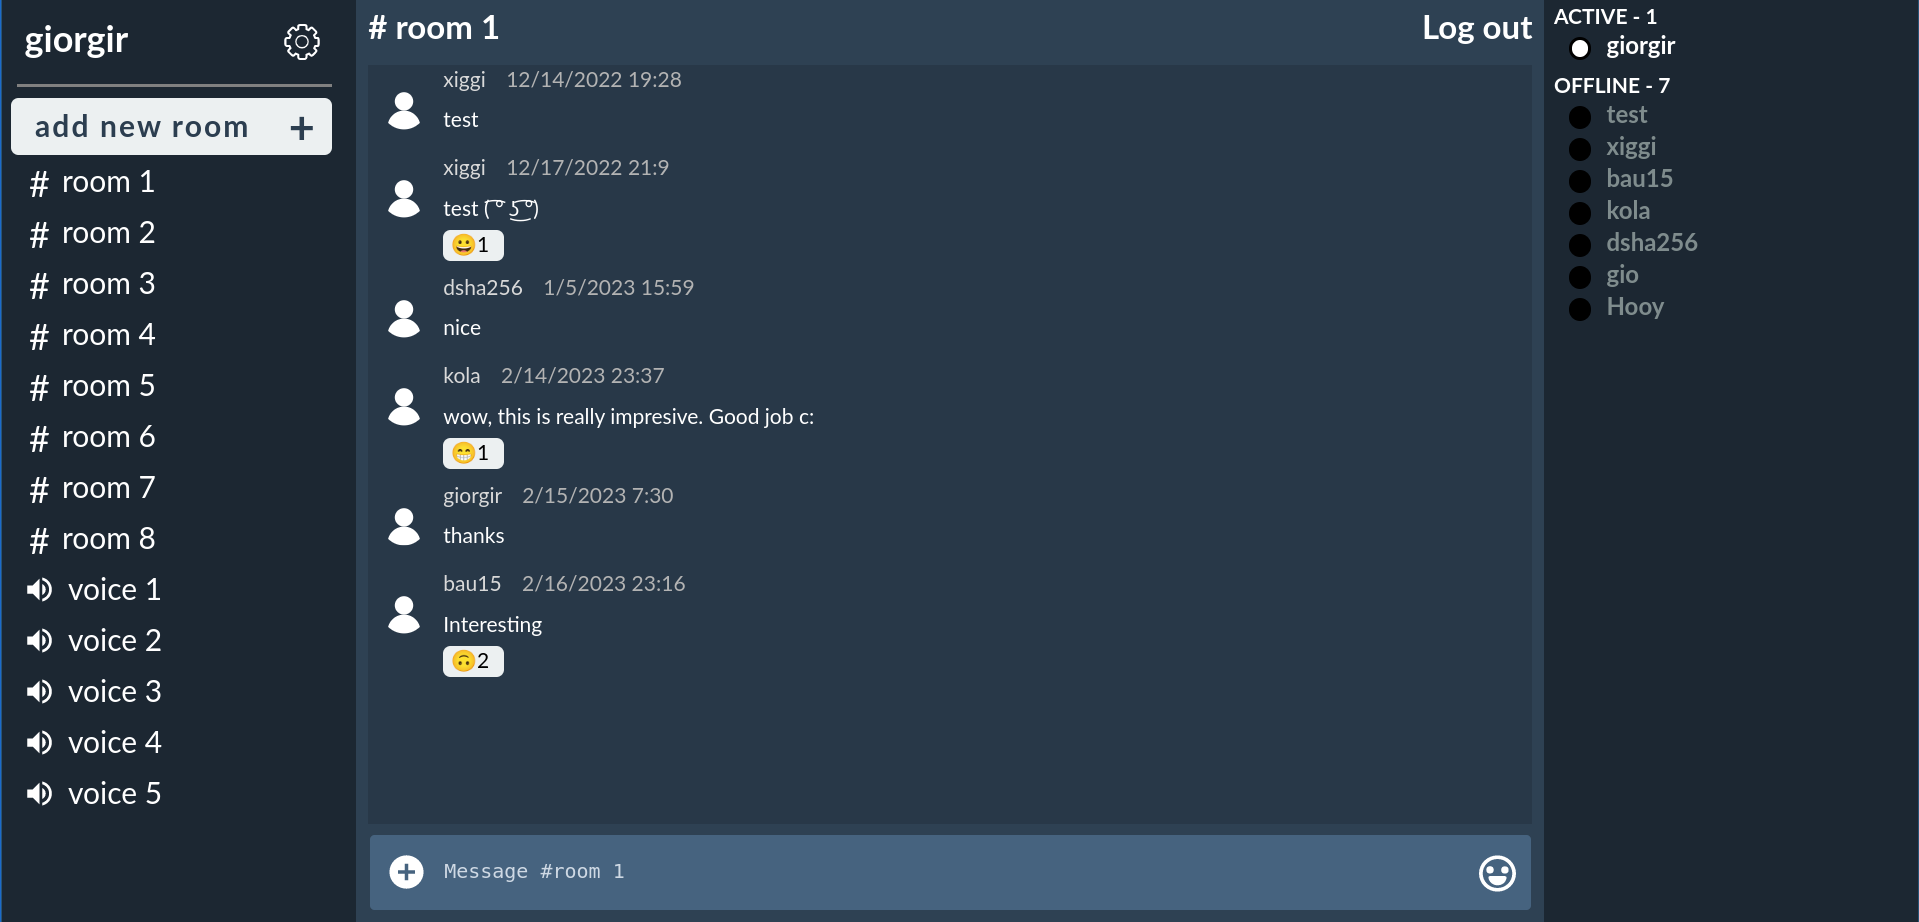 giorgir
add new room +
# room 1
# room 2
# room 3
# room 4
# room 5
# room 6
# room 7
# room 8
voice 1
voice 2
voice 3
voice 4
voice 5
# room 1
Log out
xiggi 12/14/2022 19:28
test
xiggi 12/17/2022 21:9
test ( ͡° ͜ʖ ͡°)
😀1
dsha256 1/5/2023 15:59
nice
kola 2/14/2023 23:37
wow, this is really impresive. Good job c:
😁1
giorgir 2/15/2023 7:30
thanks
bau15 2/16/2023 23:16
Interesting
🙃2
Message #room 1
ACTIVE - 1
giorgir
OFFLINE - 7
test
xiggi
bau15
kola
dsha256
gio
Hooy